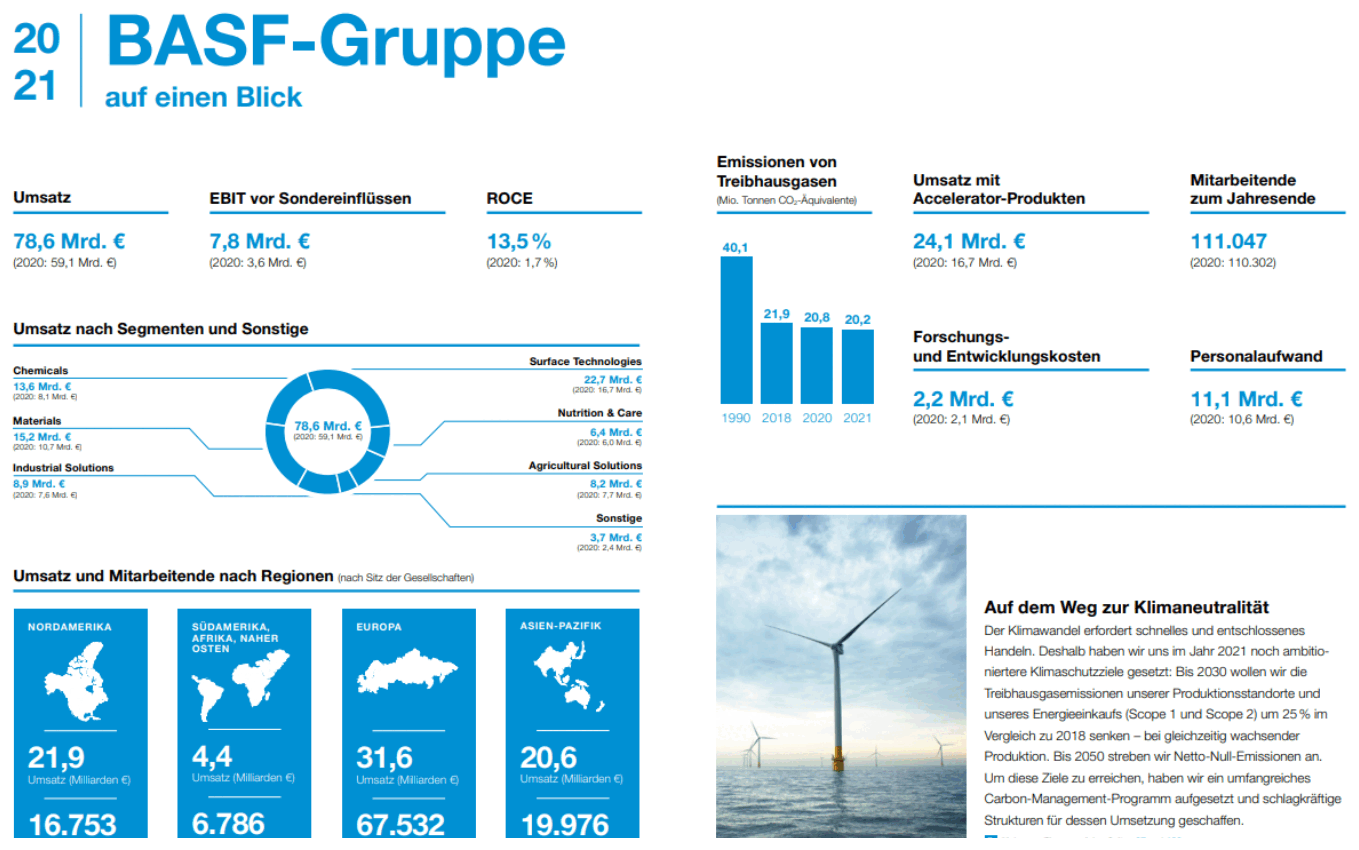 20
21
BASF-Gruppe
auf einen Blick
Umsatz
78,6 Mrd. €
(2020: 59,1 Mrd. €)
EBIT vor Sondereinflüssen
7,8 Mrd. €
(2020: 3,6 Mrd. €)
ROCE
13,5 %
(2020: 1,7 %)
Umsatz nach Segmenten und Sonstige
Chemicals
13,6 Mrd. €
(2020: 8,1 Mrd. €)
Materials
15,2 Mrd. €
(2020: 10,7 Mrd. €)
Industrial Solutions
8,9 Mrd. €
(2020: 7,6 Mrd. €)
78,6 Mrd. €
(2020: 59,1 Mrd. €)
Surface Technologies
22,7 Mrd. €
(2020: 16,7 Mrd. €)
Nutrition & Care
6,4 Mrd. €
(2020: 6,0 Mrd. €)
Agricultural Solutions
8,2 Mrd. €
(2020: 7,7 Mrd. €)
Sonstige
3,7 Mrd. €
(2020: 2,4 Mrd. €)
Umsatz und Mitarbeitende nach Regionen (nach Sitz der Gesellschaften)
NORDAMERIKA
21,9
Umsatz (Milliarden €)
16.753
SÜDAMERIKA,
AFRIKA, NAHER
OSTEN
4,4
Umsatz (Milliarden €)
6.786
EUROPA
31,6
Umsatz (Milliarden €)
67.532
ASIEN-PAZIFIK
20,6
Umsatz (Milliarden €)
19.976
Emissionen von
Treibhausgasen
(Mio. Tonnen CO₂-Äquivalente)
40,1
21,9
20,8
20,2
1990 2018 2020 2021
Umsatz mit
Accelerator-Produkten
24,1 Mrd. €
(2020: 16,7 Mrd. €)
Mitarbeitende
zum Jahresende
111.047
(2020: 110.302)
Forschungs-
und Entwicklungskosten
2,2 Mrd. €
(2020: 2,1 Mrd. €)
Personalaufwand
11,1 Mrd. €
(2020: 10,6 Mrd. €)
Auf dem Weg zur Klimaneutralität
Der Klimawandel erfordert schnelles und entschlossenes
Handeln. Deshalb haben wir uns im Jahr 2021 noch ambitio-
niertere Klimaschutzziele gesetzt: Bis 2030 wollen wir die
Treibhausgasemissionen unserer Produktionsstandorte und
unseres Energieeinkaufs (Scope 1 und Scope 2) um 25 % im
Vergleich zu 2018 senken – bei gleichzeitig wachsender
Produktion. Bis 2050 streben wir Netto-Null-Emissionen an.
Um diese Ziele zu erreichen, haben wir ein umfangreiches
Carbon-Management-Programm aufgesetzt und schlagkräftige
Strukturen für dessen Umsetzung geschaffen.